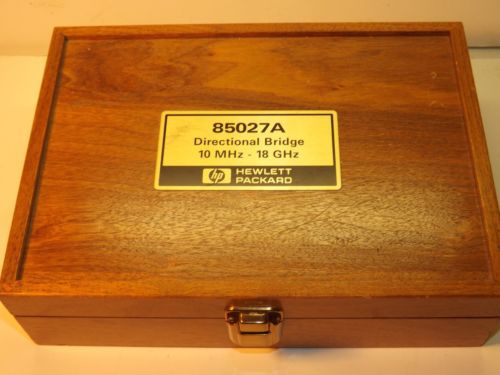 85027A
Directional Bridge
10 MHz - 18 GHz
hp HEWLETT
PACKARD